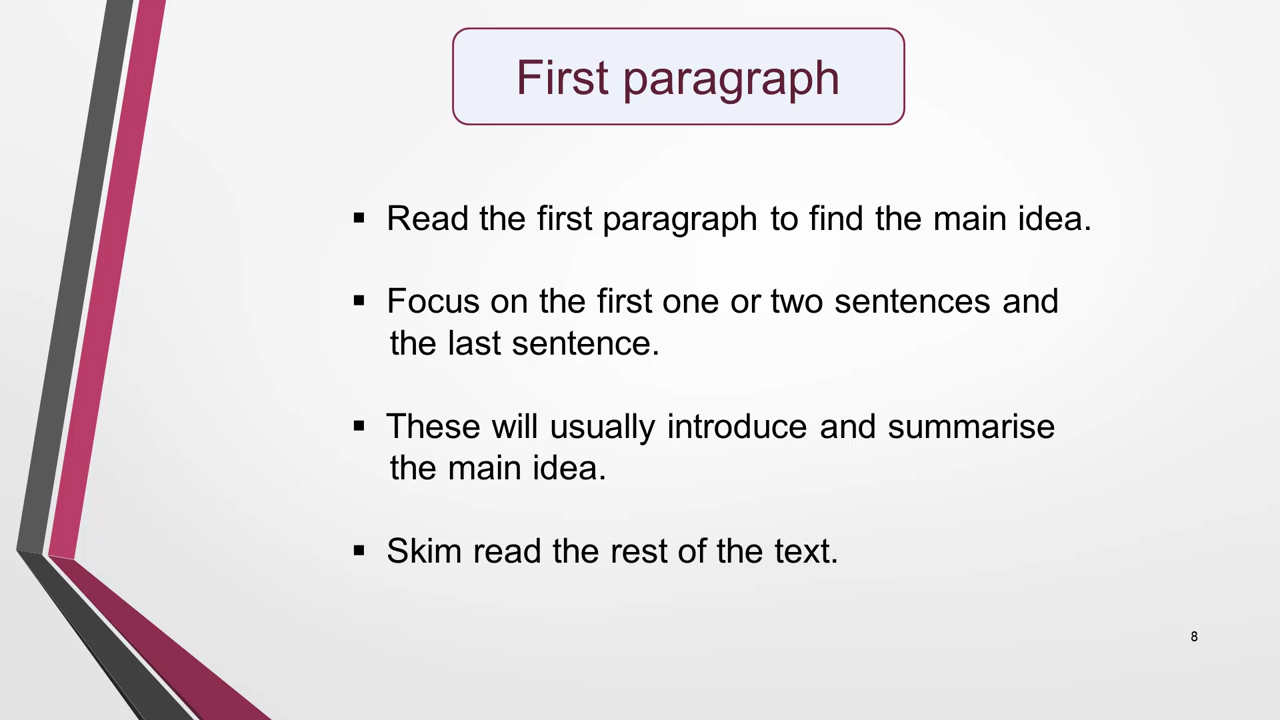 First paragraph
▪ Read the first paragraph to find the main idea.
▪ Focus on the first one or two sentences and
the last sentence.
▪ These will usually introduce and summarise
the main idea.
▪ Skim read the rest of the text.
8